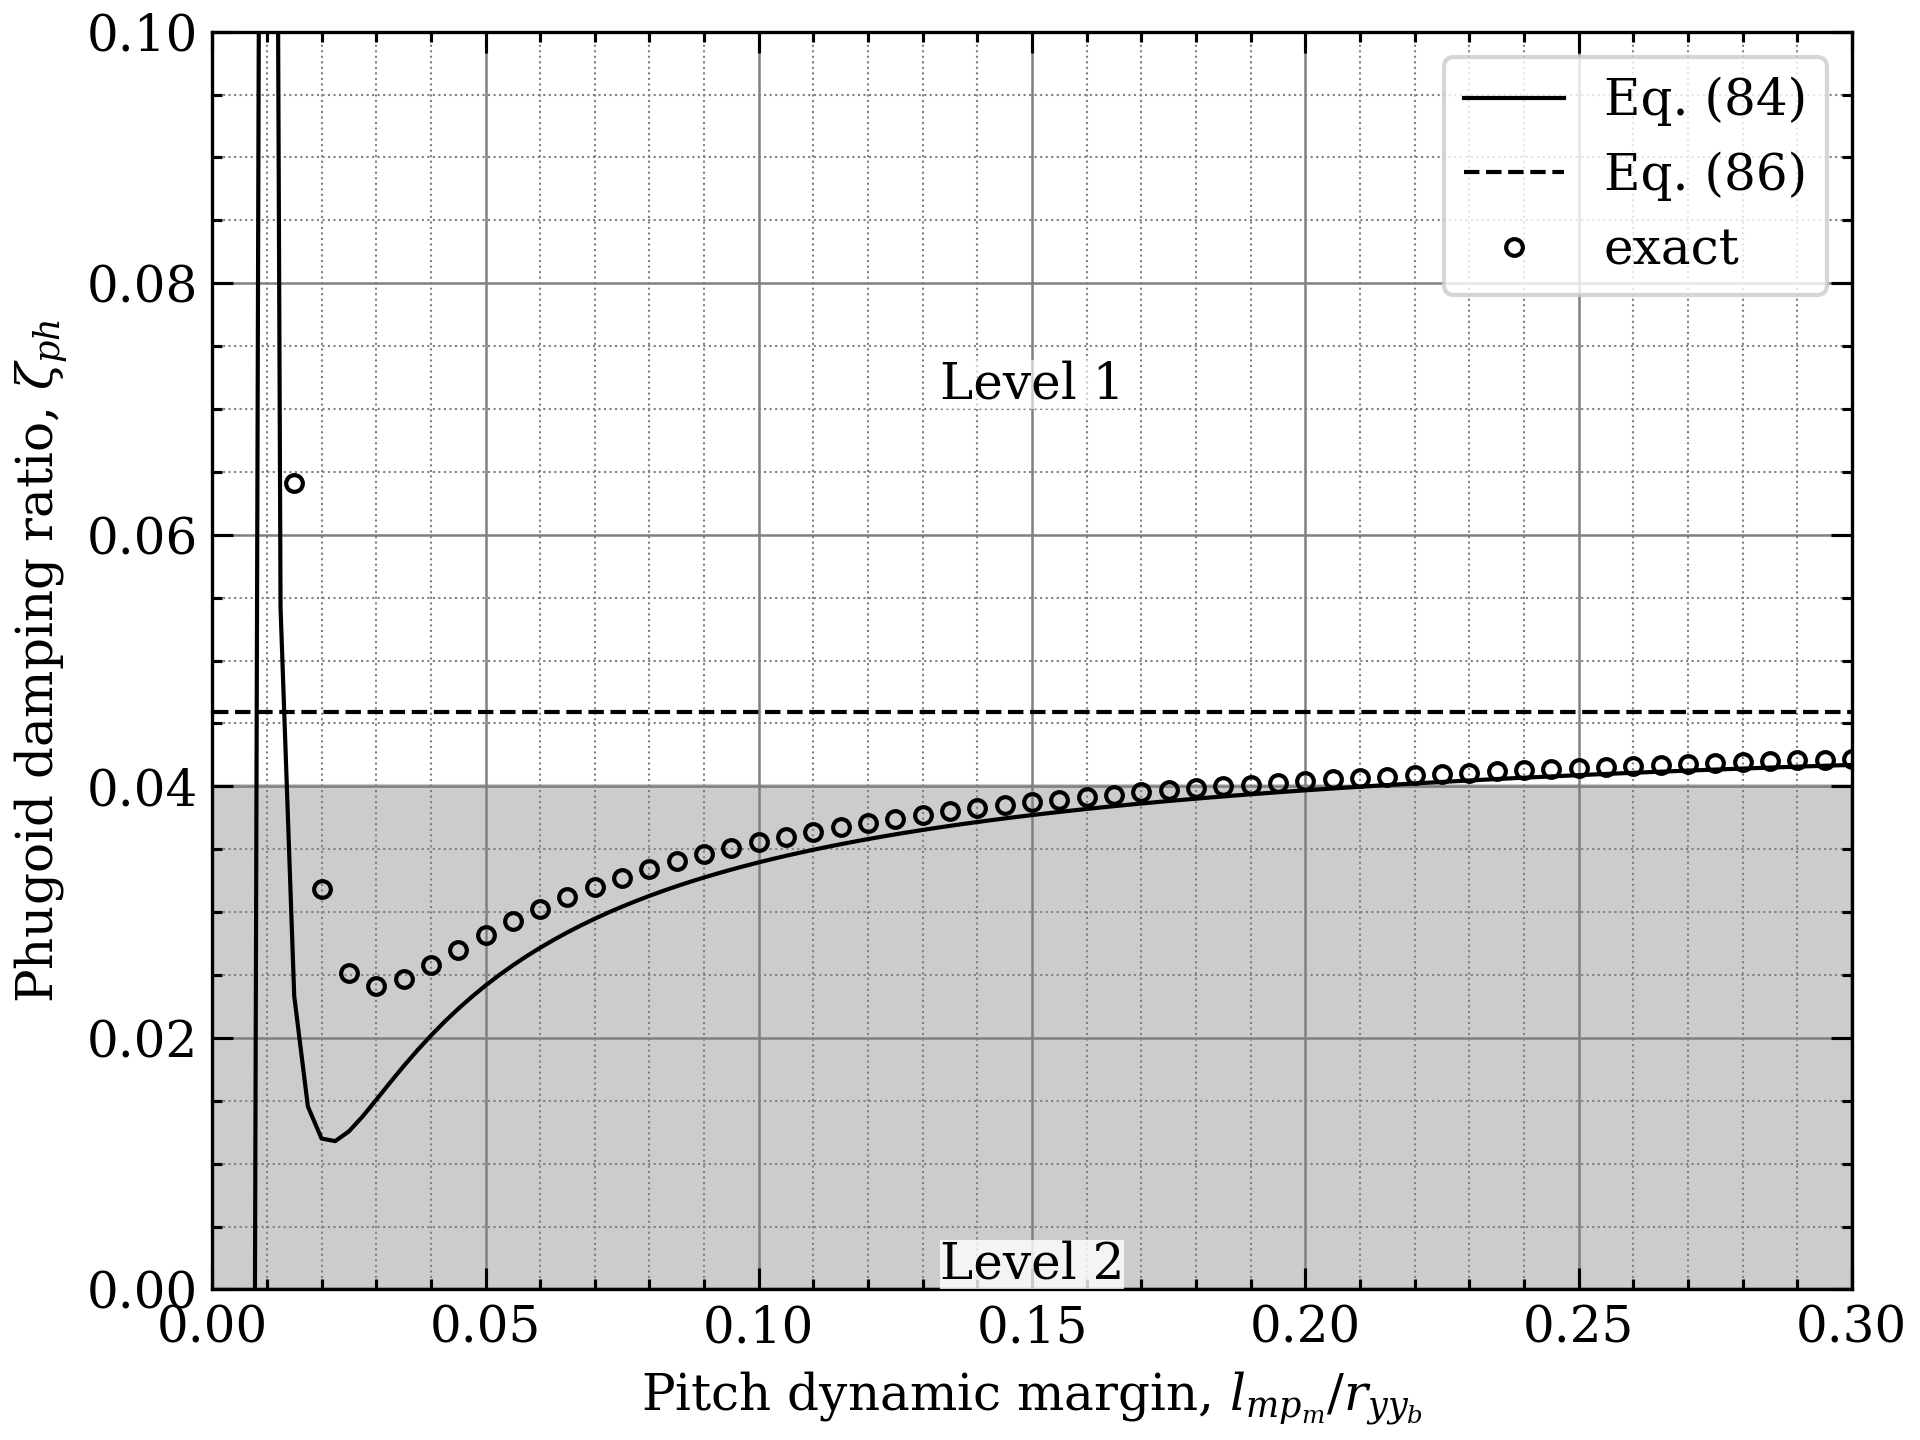 Phugoid damping ratio, ζph
0.10
0.08
0.06
0.04
0.02
0.00
Eq. (84)
Eq. (86)
exact
Level 1
Level 2
0.00 0.05 0.10 0.15 0.20 0.25 0.30
Pitch dynamic margin, lmpm/ryyb